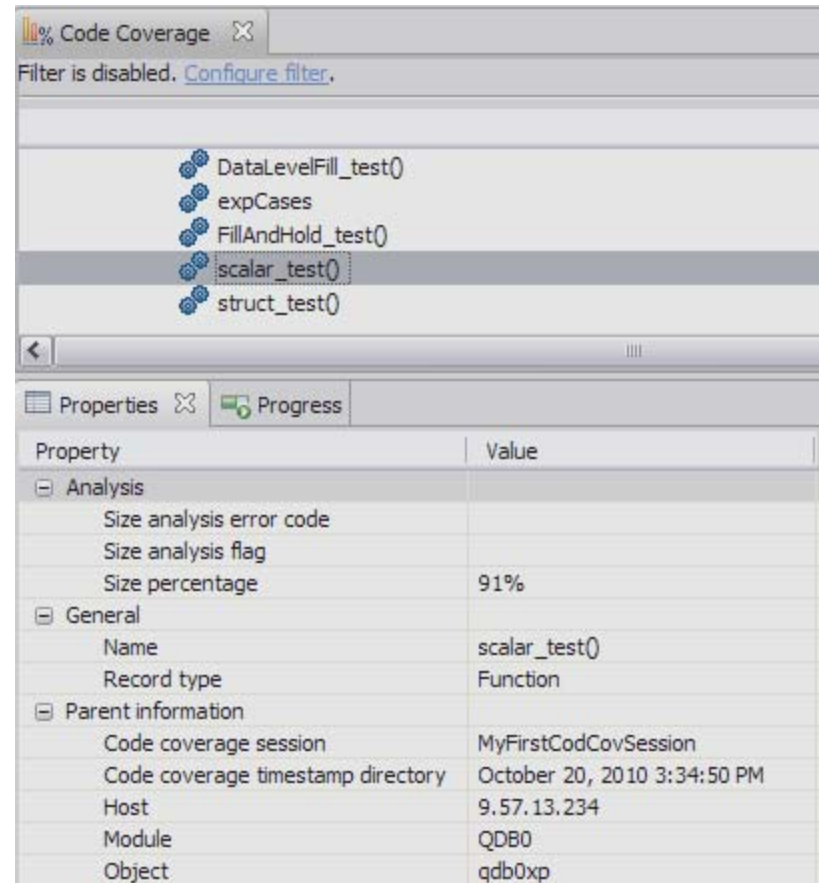 Code Coverage
Filter is disabled. Configure filter.
DataLevelFill_test()
expCases
FillAndHold_test()
scalar_test()
struct_test()
Properties Progress
Property Value
Analysis
Size analysis error code
Size analysis flag
Size percentage 91%
General
Name scalar_test()
Record type Function
Parent information
Code coverage session MyFirstCodCovSession
Code coverage timestamp directory October 20, 2010 3:34:50 PM
Host 9.57.13.234
Module QDB0
Object qdb0xp